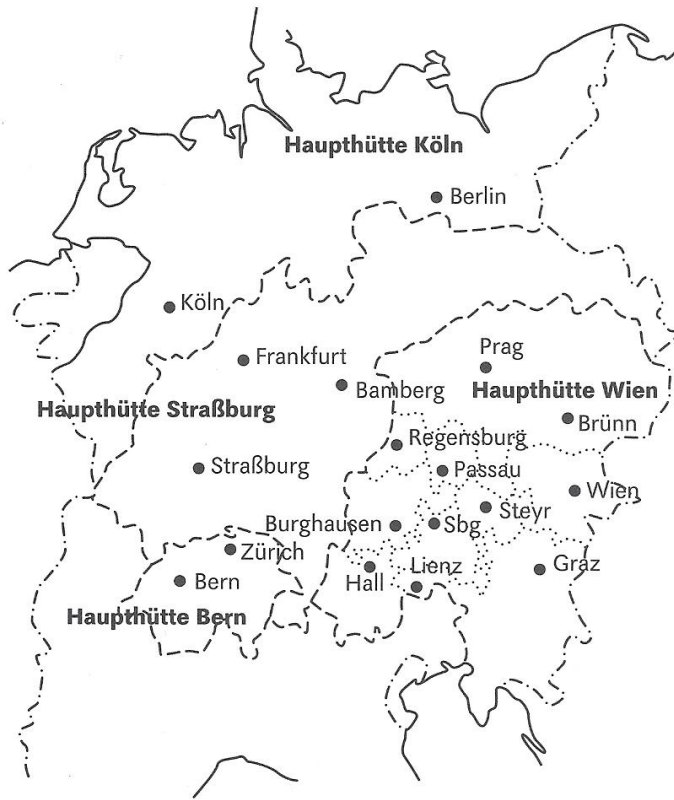 Haupthütte Köln
Berlin
Köln
Frankfurt
Prag
Bamberg
Haupthütte Wien
Haupthütte Straßburg
Brünn
Regensburg
Straßburg
Passau
Wien
Steyr
Burghausen
Sbg
Zürich
Lienz
Graz
Hall
Bern
Haupthütte Bern